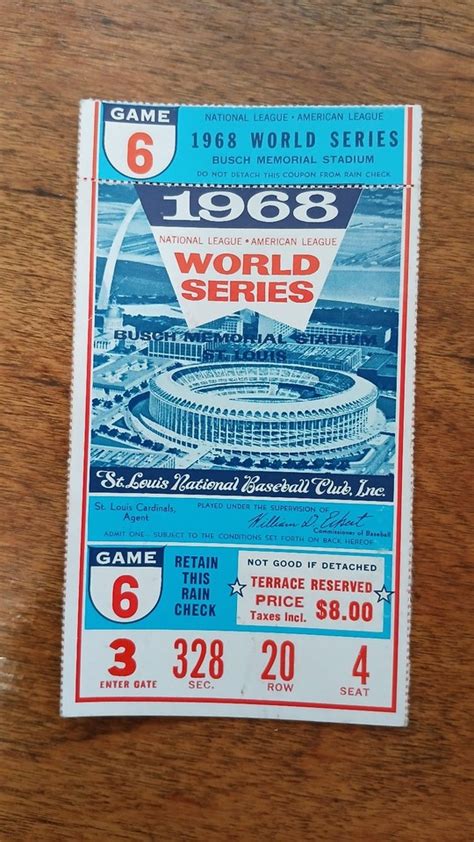 GAME
6
NATIONAL LEAGUE • AMERICAN LEAGUE
1968 WORLD SERIES
BUSCH MEMORIAL STADIUM
DO NOT DETACH THIS COUPON FROM RAIN CHECK
1968
NATIONAL LEAGUE • AMERICAN LEAGUE
WORLD
SERIES
BUSCH MEMORIAL STADIUM
ST. LOUIS
St. Louis National Baseball Club, Inc.
St. Louis Cardinals,
Agent
PLAYED UNDER THE SUPERVISION OF
William D. Eckert
Commissioner of Baseball
ADMIT ONE - SUBJECT TO THE CONDITIONS SET FORTH ON BACK HEREOF
GAME
6
RETAIN
THIS
RAIN
CHECK
NOT GOOD IF DETACHED
TERRACE RESERVED
PRICE
Taxes Incl.
$8.00
3
ENTER GATE
328
SEC.
20
ROW
4
SEAT